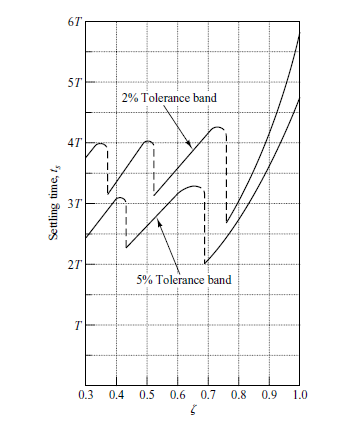 6T
5T
2% Tolerance band
4T
Settling time, tₛ
3T
2T
5% Tolerance band
T
0.3 0.4 0.5 0.6 0.7 0.8 0.9 1.0
ζ